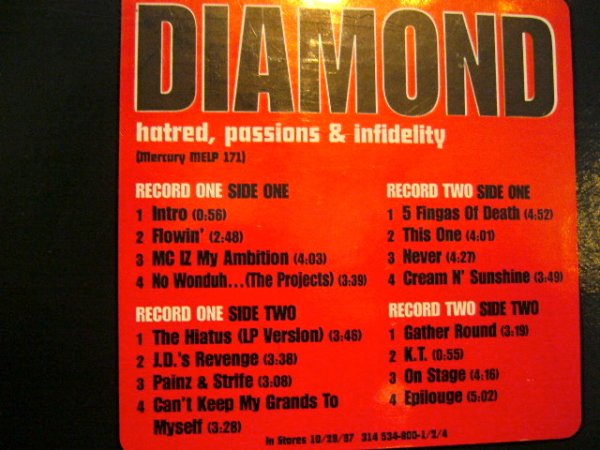 DIAMOND
hatred, passions & infidelity
(Mercury MELP 171)
RECORD ONE SIDE ONE
1 Intro (0:56)
2 Flowin' (2:48)
3 MC IZ My Ambition (4:03)
4 No Wonduh...(The Projects) (3:39)
RECORD ONE SIDE TWO
1 The Hiatus (LP Version) (3:46)
2 J.D.'s Revenge (3:38)
3 Painz & Strife (3:08)
4 Can't Keep My Grands To
Myself (3:28)
RECORD TWO SIDE ONE
1 5 Fingas Of Death (4:52)
2 This One (4:01)
3 Never (4:27)
4 Cream N' Sunshine (3:49)
RECORD TWO SIDE TWO
1 Gather Round (3:19)
2 K.T. (0:55)
3 On Stage (4:16)
4 Epilouge (5:02)
In Stores 10/28/97 314 534-800-1/2/4